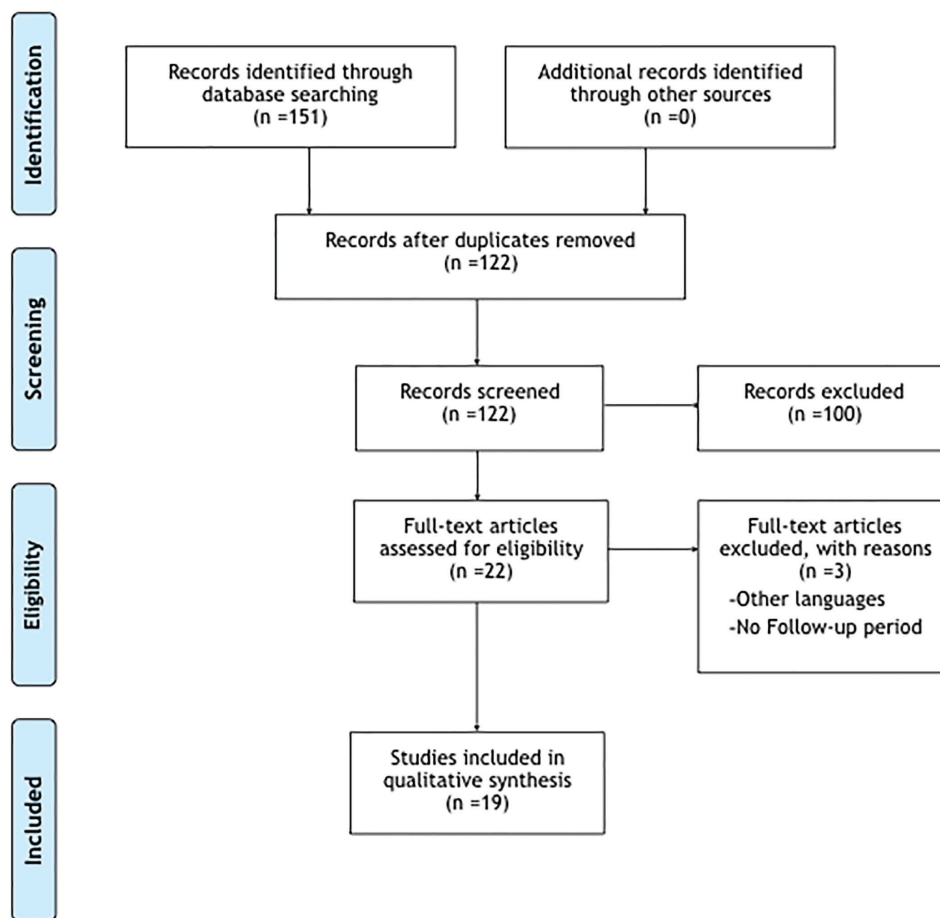 Identification
Records identified through
database searching
(n =151)
Additional records identified
through other sources
(n =0)
Records after duplicates removed
(n =122)
Screening
Records screened
(n =122)
Records excluded
(n =100)
Eligibility
Full-text articles
assessed for eligibility
(n =22)
Full-text articles
excluded, with reasons
(n =3)
-Other languages
-No Follow-up period
Included
Studies included in
qualitative synthesis
(n =19)